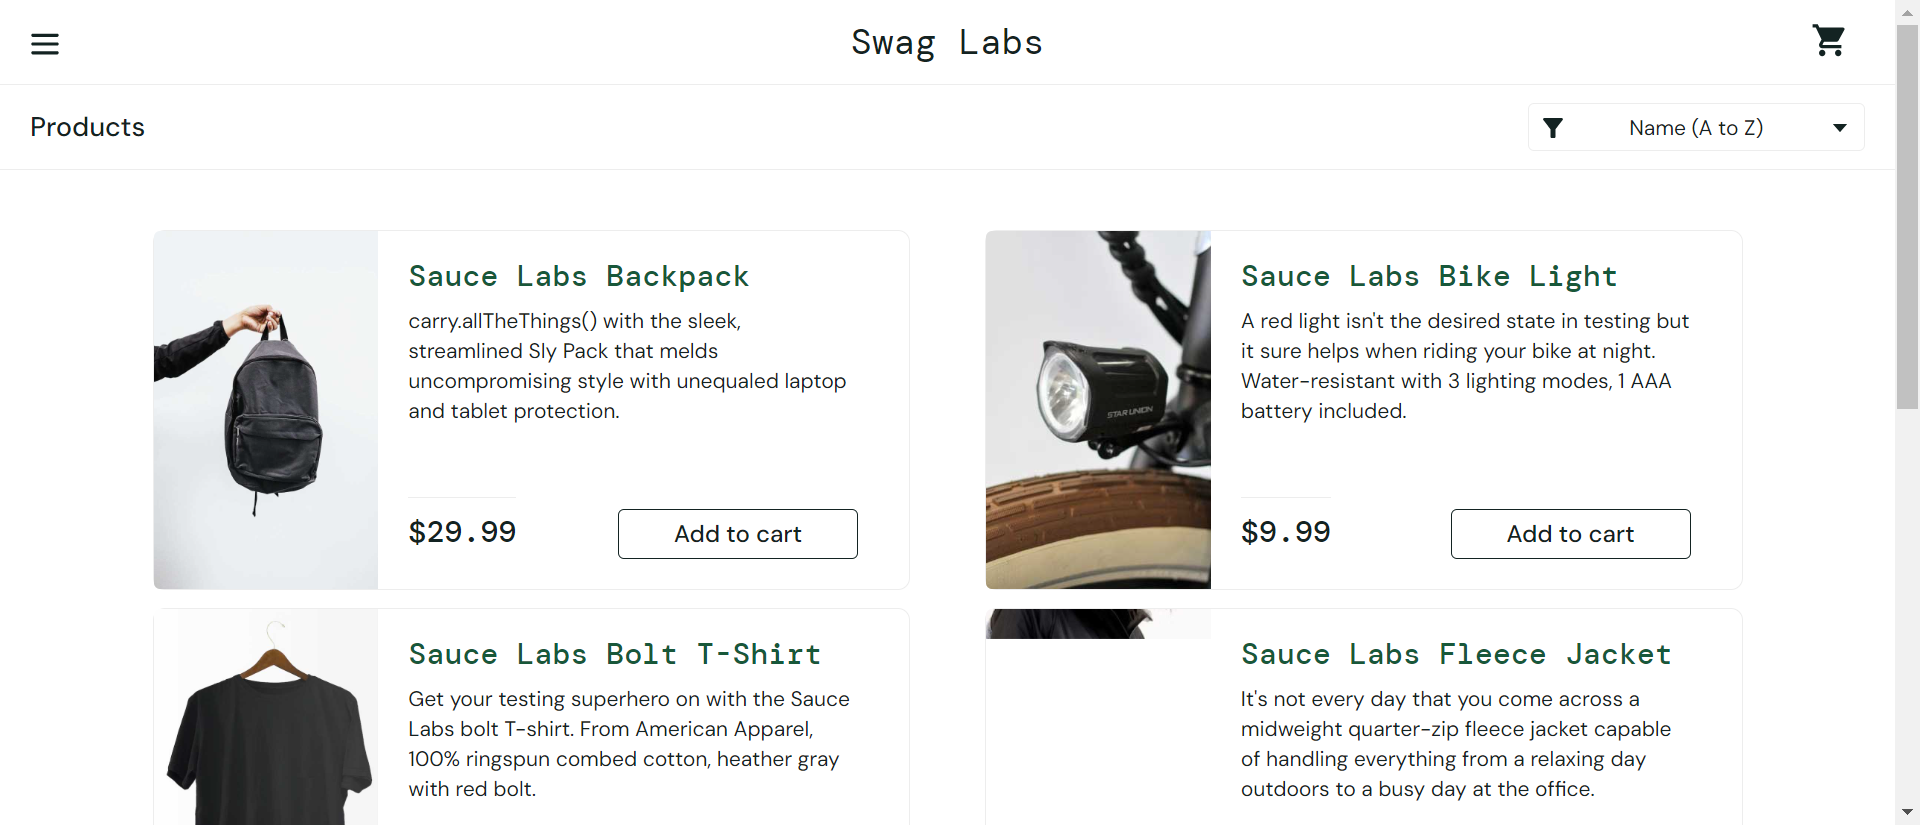 Swag Labs
Products
Name (A to Z)
Sauce Labs Backpack
carry.allTheThings() with the sleek,
streamlined Sly Pack that melds
uncompromising style with unequaled laptop
and tablet protection.
$29.99
Add to cart
Sauce Labs Bike Light
A red light isn't the desired state in testing but
it sure helps when riding your bike at night.
Water-resistant with 3 lighting modes, 1 AAA
battery included.
STAR UNION
$9.99
Add to cart
Sauce Labs Bolt T-Shirt
Get your testing superhero on with the Sauce
Labs bolt T-shirt. From American Apparel,
100% ringspun combed cotton, heather gray
with red bolt.
Sauce Labs Fleece Jacket
It's not every day that you come across a
midweight quarter-zip fleece jacket capable
of handling everything from a relaxing day
outdoors to a busy day at the office.